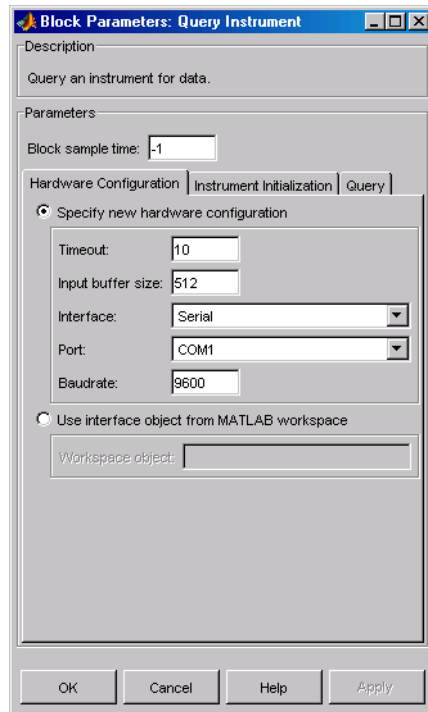 Block Parameters: Query Instrument
Description
Query an instrument for data.
Parameters
Block sample time: -1
Hardware Configuration Instrument Initialization Query
Specify new hardware configuration
Timeout: 10
Input buffer size: 512
Interface: Serial
Port: COM1
Baudrate: 9600
Use interface object from MATLAB workspace
Workspace object:
OK Cancel Help Apply